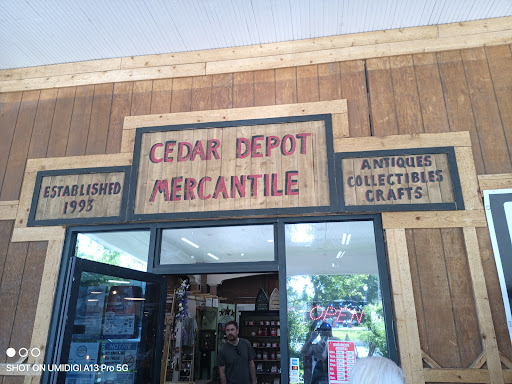 CEDAR DEPOT
MERCANTILE
ESTABLISHED
1993
ANTIQUES
COLLECTIBLES
CRAFTS
OPEN
SHOT ON UMIDIGI A13 Pro 5G